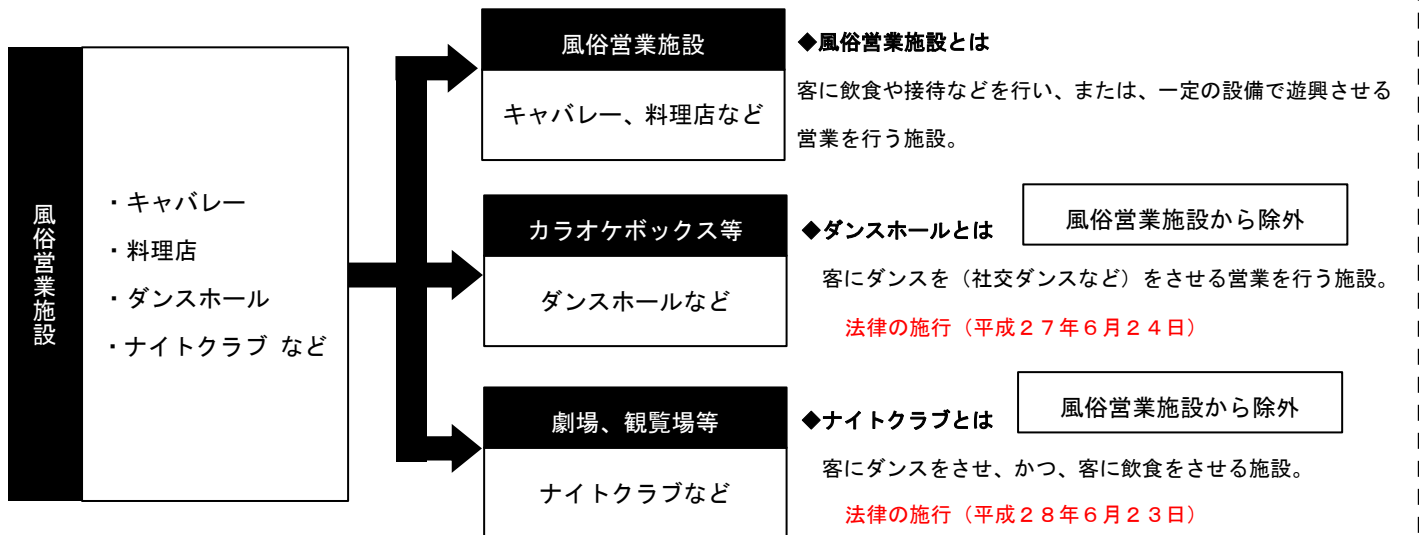 風俗営業施設
・キャバレー
・料理店
・ダンスホール
・ナイトクラブ など
風俗営業施設
キャバレー、料理店など
◆風俗営業施設とは
客に飲食や接待などを行い、または、一定の設備で遊興させる
営業を行う施設。
カラオケボックス等
ダンスホールなど
◆ダンスホールとは
風俗営業施設から除外
客にダンスを（社交ダンスなど）をさせる営業を行う施設。
法律の施行（平成２７年６月２４日）
劇場、観覧場等
ナイトクラブなど
◆ナイトクラブとは
風俗営業施設から除外
客にダンスをさせ、かつ、客に飲食をさせる施設。
法律の施行（平成２８年６月２３日）